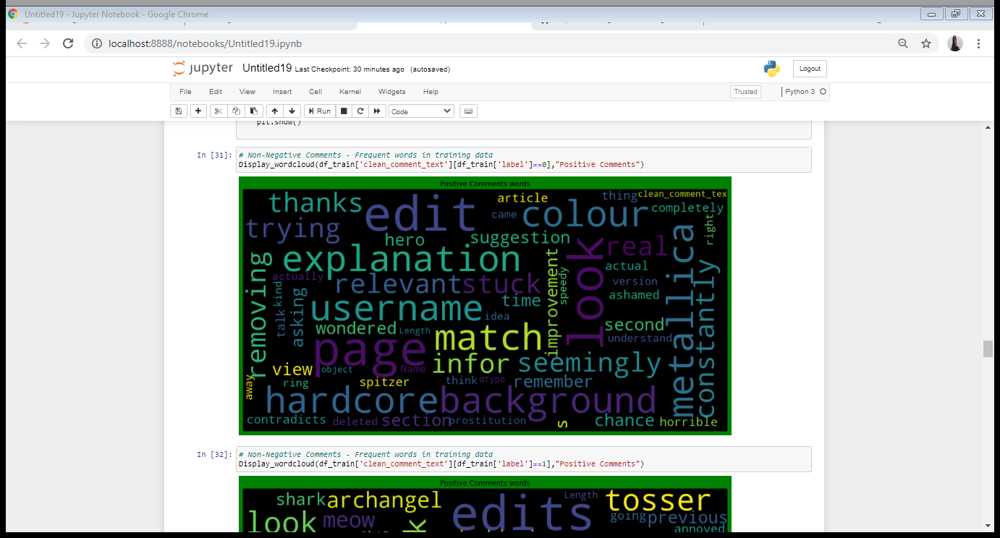 Untitled19 - Jupyter Notebook - Google Chrome
localhost:8888/notebooks/Untitled19.ipynb
jupyter Untitled19 Last Checkpoint: 30 minutes ago (autosaved) Logout
File Edit View Insert Cell Kernel Widgets Help Trusted Python 3
Run Code
plt.show()
In [31]: # Non-Negative Comments - Frequent words in training data
Display_wordcloud(df_train['clean_comment_text'][df_train['label']==0],"Positive Comments")
Positive Comments words
thanks edit article thing clean_comment_tex
came colour completely
trying hero suggestion real right
explanation look metallica
removing actually relevant stuck improvement speedy actual
kind version
talk asking username time ashamed constantly
wondered Length idea second
page match understand
view object Name infor seemingly
away ring spitzer think dtype remember
hardcore background
contradicts deleted section prostitution s chance horrible
In [32]: # Non-Negative Comments - Frequent words in training data
Display_wordcloud(df_train['clean_comment_text'][df_train['label']==1],"Positive Comments")
Positive Comments words
shark archangel edits Length tosser
look meow going previous
annoyed